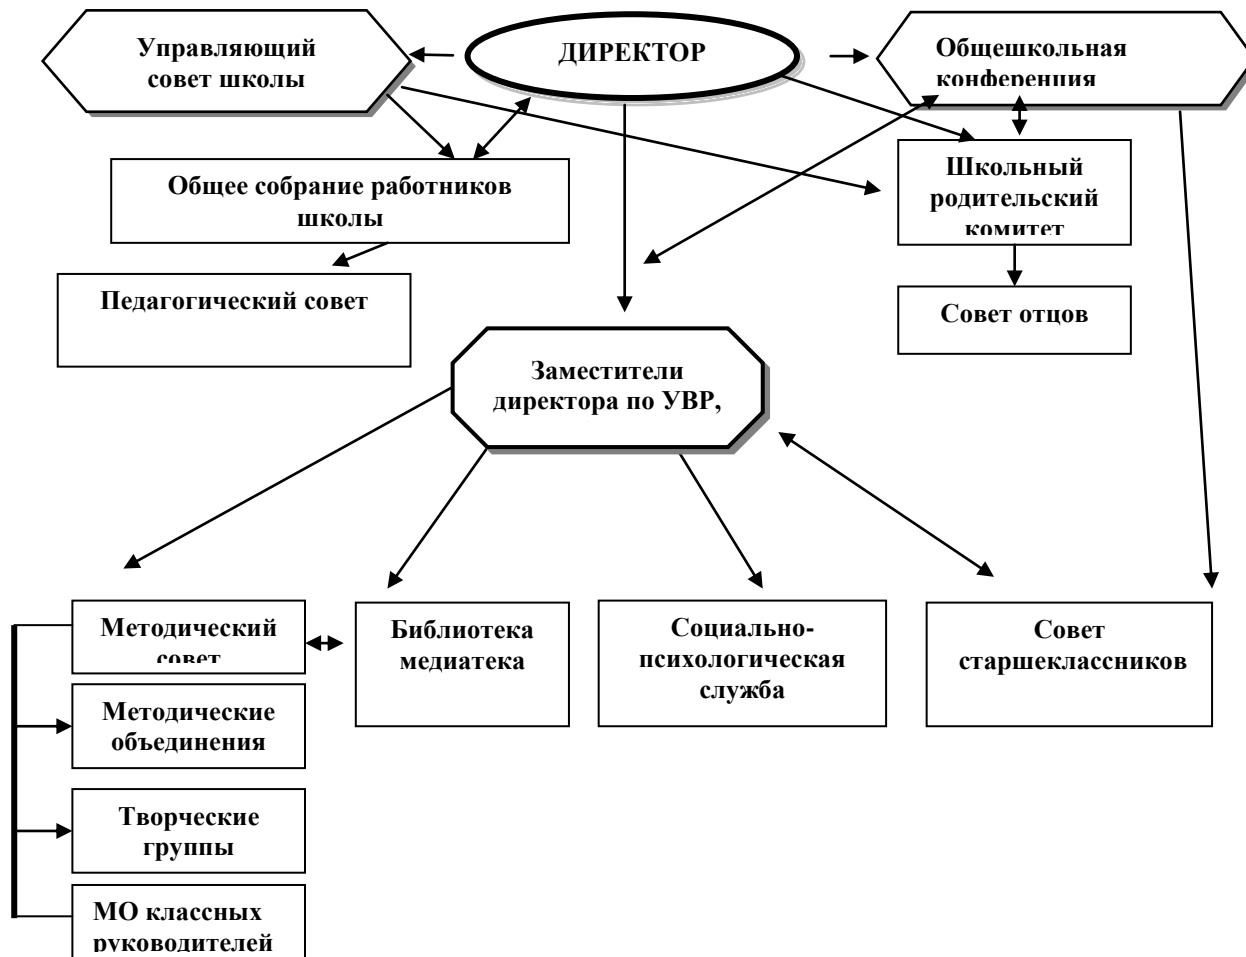 Управляющий
совет школы
ДИРЕКТОР
Общешкольная
конференция
Общее собрание работников
школы
Школьный
родительский
комитет
Педагогический совет
Совет отцов
Заместители
директора по УВР,
Методический
совет
Библиотека
медиатека
Социально-
психологическая
служба
Совет
старшеклассников
Методические
объединения
Творческие
группы
МО классных
руководителей